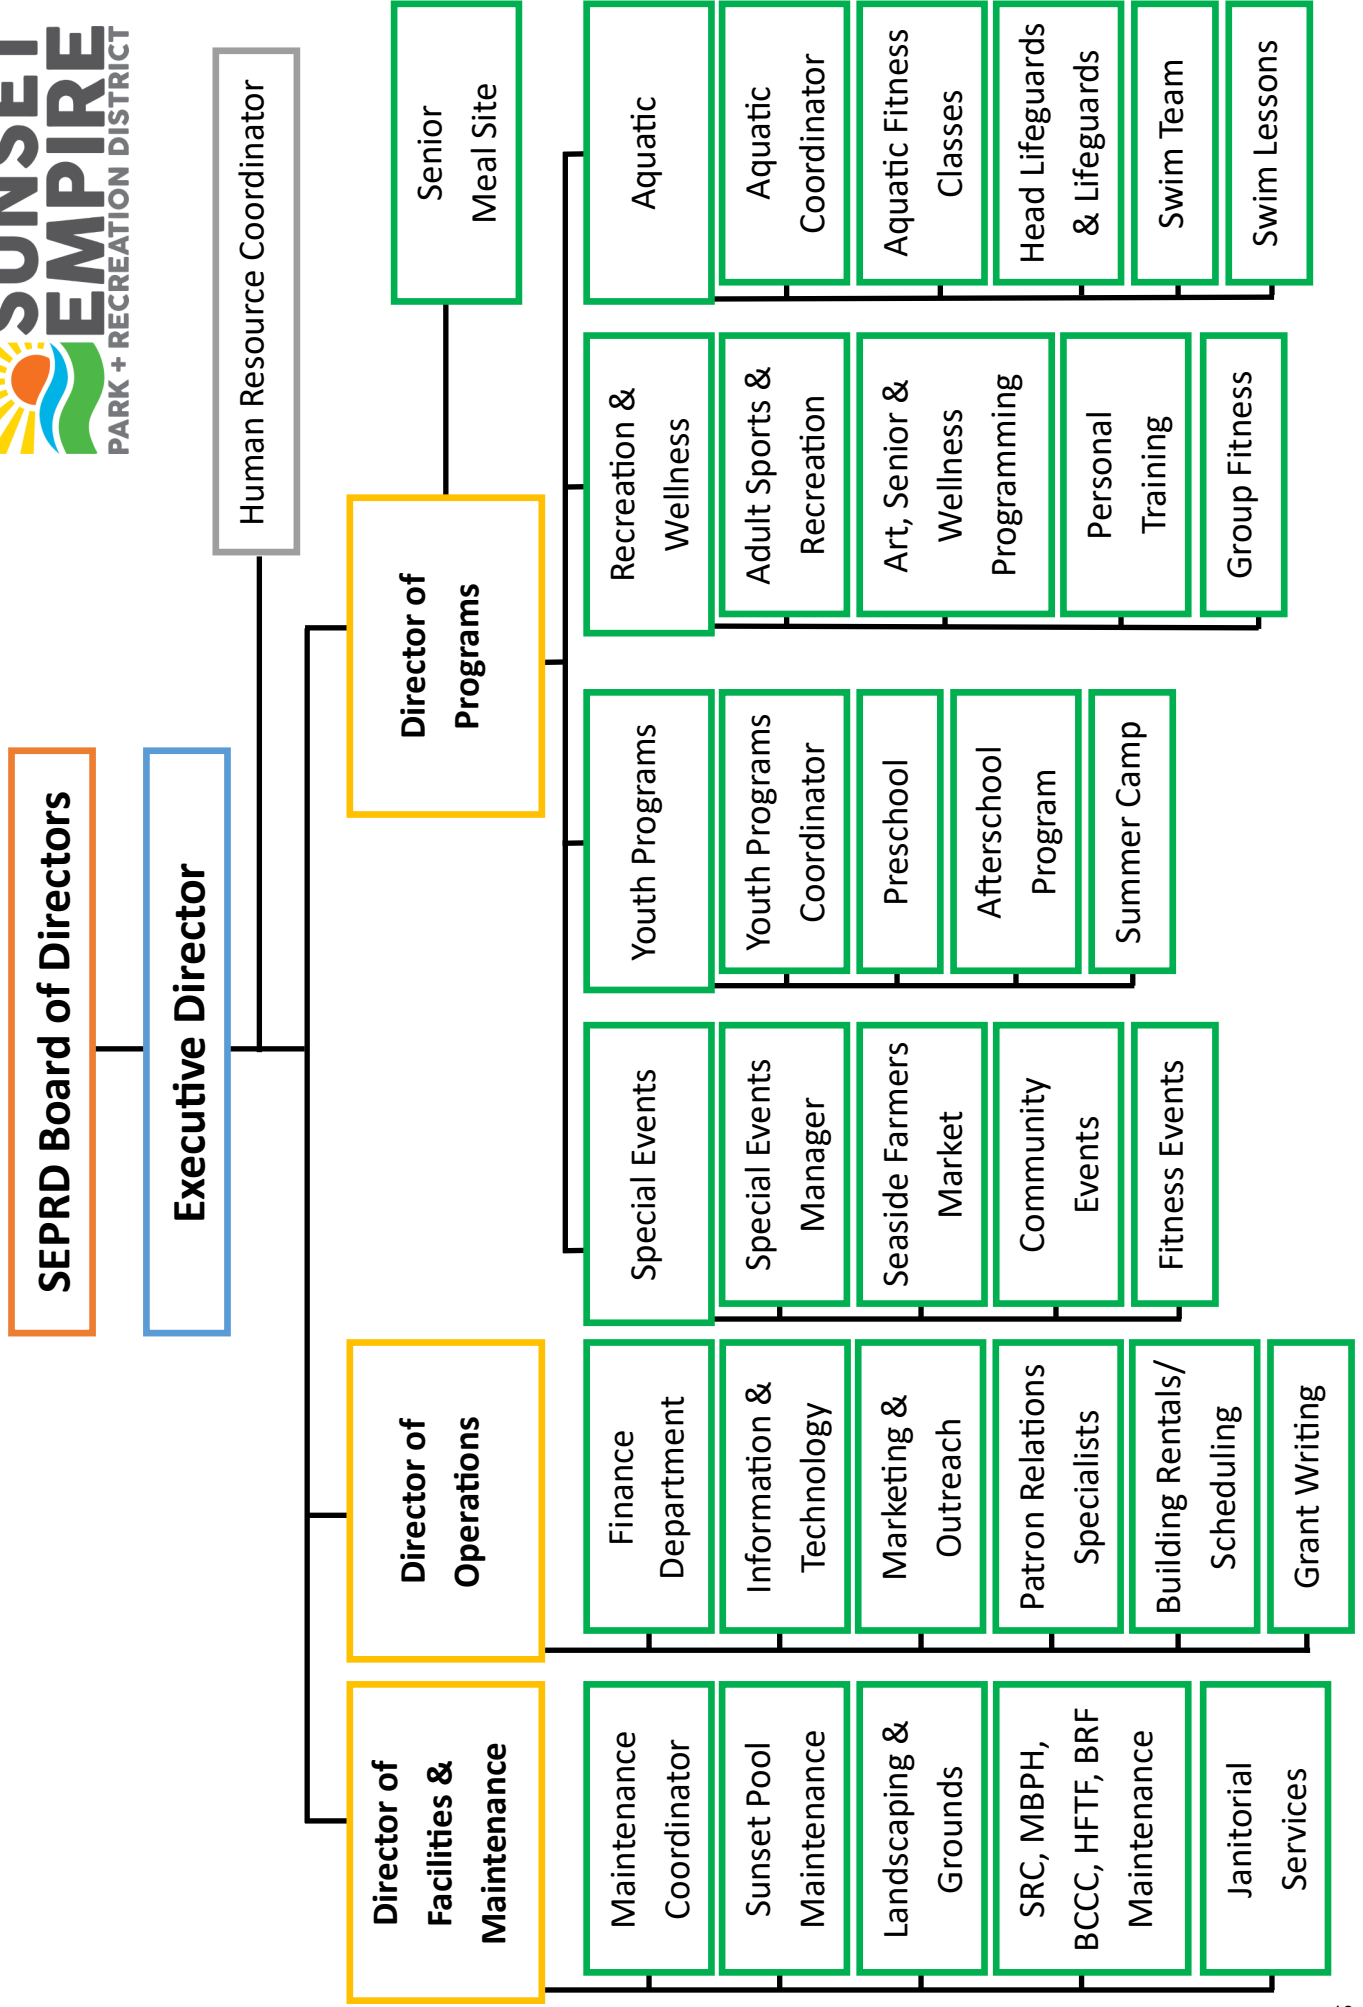 SUNSET
EMPIRE
PARK + RECREATION DISTRICT
SEPRD Board of Directors
Executive Director
Human Resource Coordinator
Director of
Facilities &
Maintenance
Maintenance
Coordinator
Sunset Pool
Maintenance
Landscaping &
Grounds
SRC, MBPH,
BCCC, HFTF, BRF
Maintenance
Janitorial
Services
Director of
Operations
Finance
Department
Information &
Technology
Marketing &
Outreach
Patron Relations
Specialists
Building Rentals/
Scheduling
Grant Writing
Director of
Programs
Senior
Meal Site
Special Events
Special Events
Manager
Seaside Farmers
Market
Community
Events
Fitness Events
Youth Programs
Youth Programs
Coordinator
Preschool
Afterschool
Program
Summer Camp
Recreation &
Wellness
Adult Sports &
Recreation
Art, Senior &
Wellness
Programming
Personal
Training
Group Fitness
Aquatic
Aquatic
Coordinator
Aquatic Fitness
Classes
Head Lifeguards
& Lifeguards
Swim Team
Swim Lessons